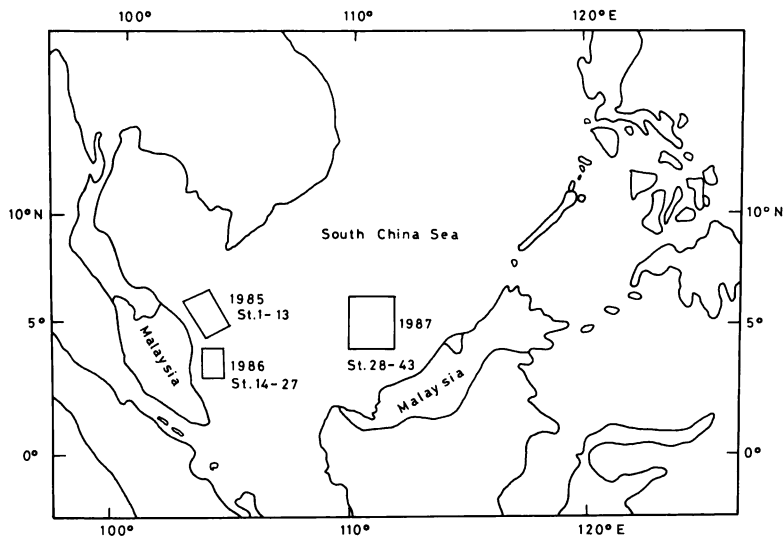 100° 110° 120°E
10°N 10°N
South China Sea
1985
St.1-13
5° 1987 5°
Malaysia
1986
St.14-27
St.28-43
Malaysia
0° 0°
100° 110° 120°E